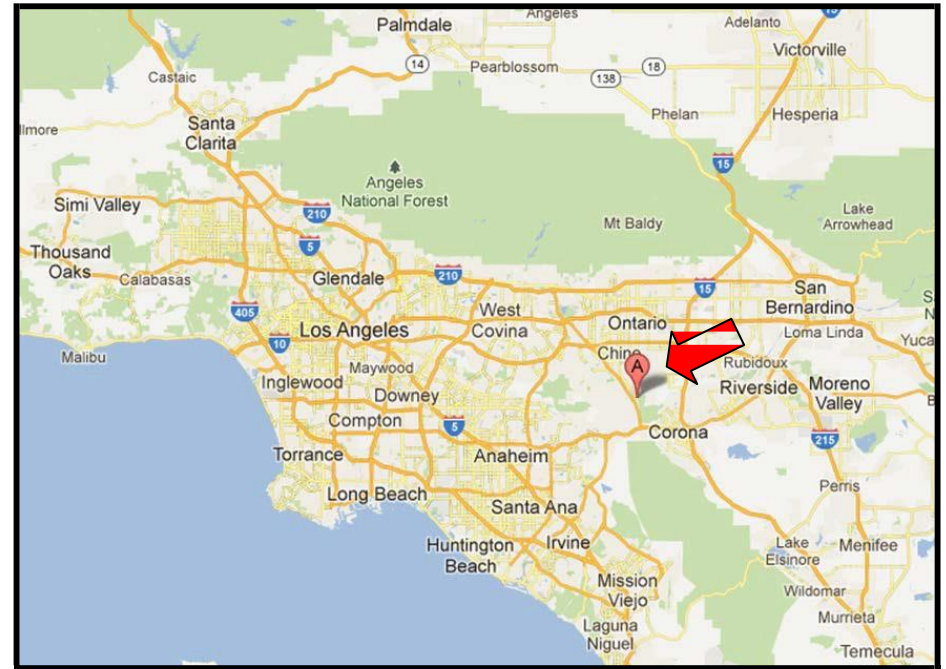 Angeles
Palmdale
Adelanto
15
Victorville
14
Pearblossom
138
18
Castaic
Phelan
Hesperia
Santa
Clarita
llmore
15
Angeles
National Forest
Simi Valley
210
Mt Baldy
Lake
Arrowhead
5
Thousand
Oaks
Calabasas
Glendale
210
15
San
Bernardino
405
West
Covina
Ontario
Los Angeles
Loma Linda
Yuca
10
Malibu
Maywood
Chino
Rubidoux
A
Inglewood
Riverside
Moreno
Valley
Downey
Compton
5
Corona
215
Torrance
Anaheim
Long Beach
Perris
Santa Ana
Huntington
Beach
Irvine
Lake
Elsinore
Menifee
Mission
Viejo
Wildomar
Laguna
Niguel
Murrieta
Temecula